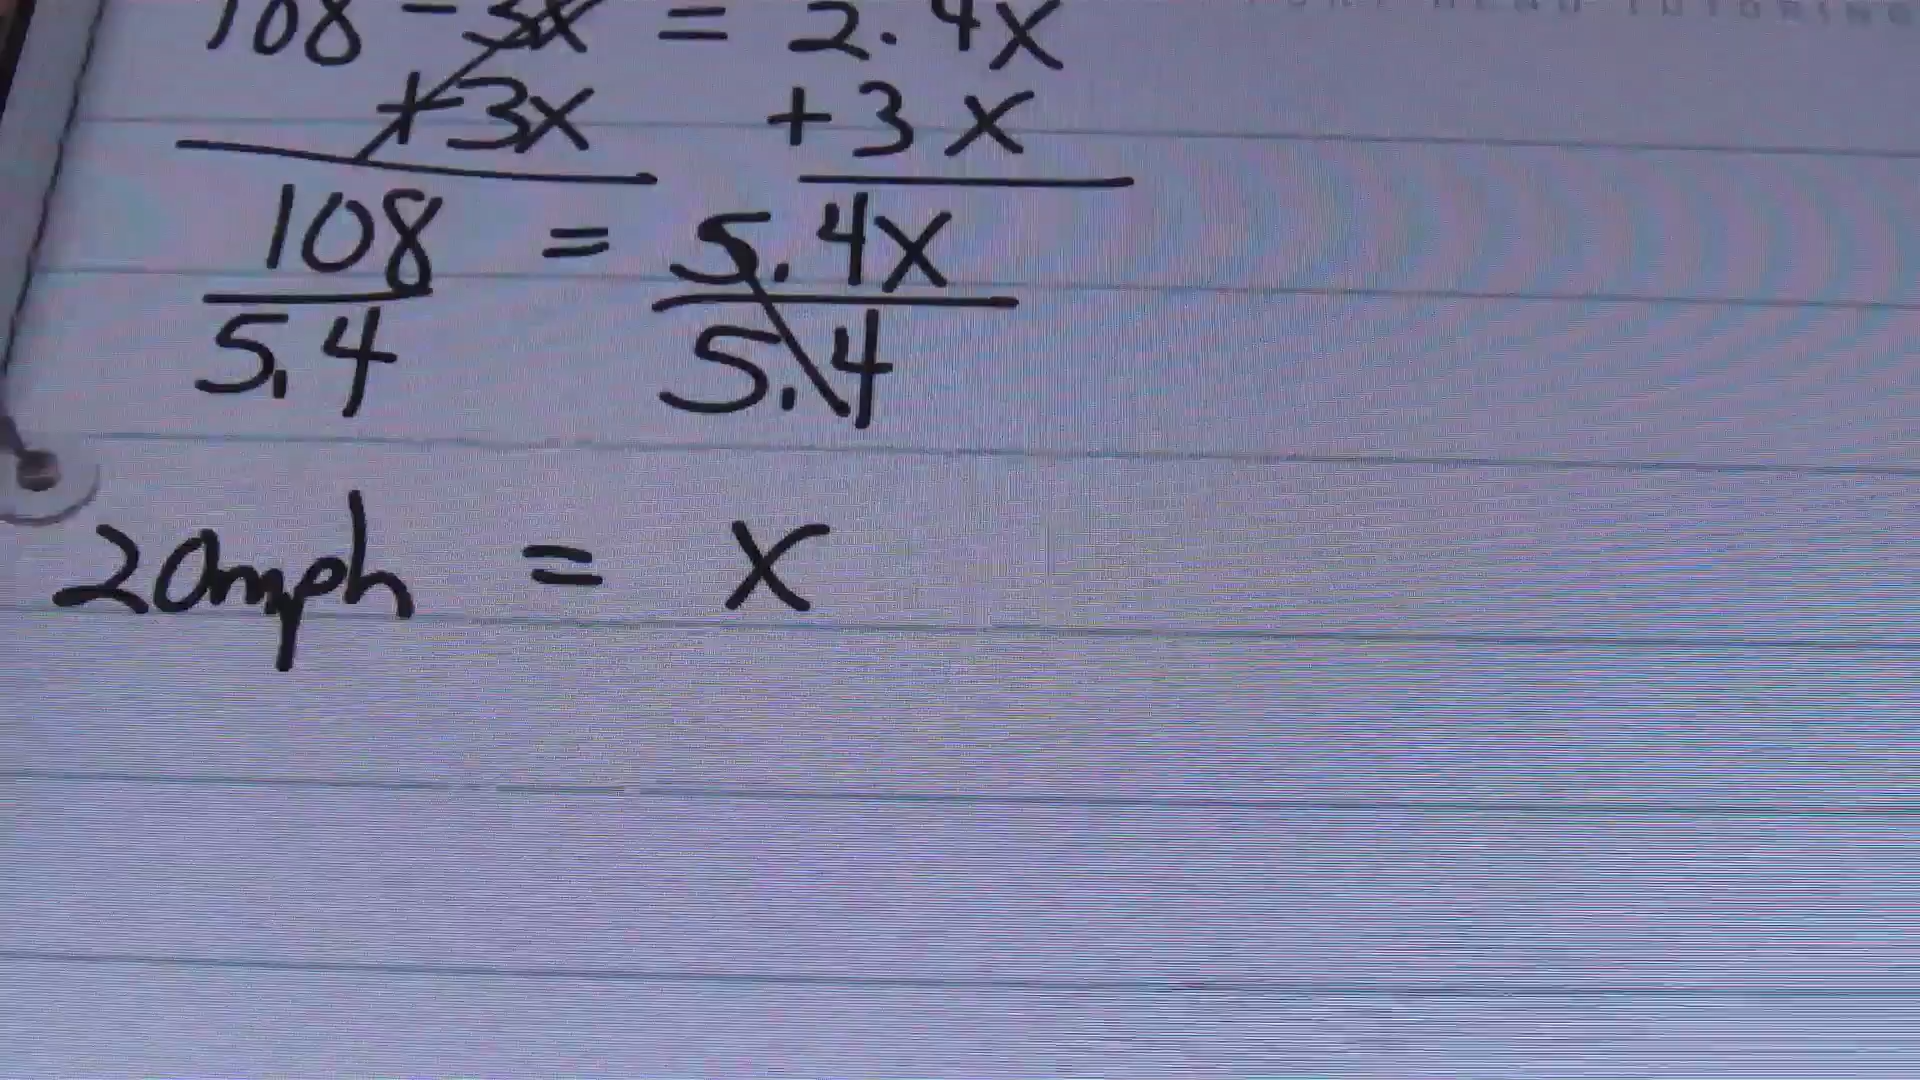 108 - 3x = 2.4x
+3x +3x
108 = 5.4x
5.4 5.4
20mph = x